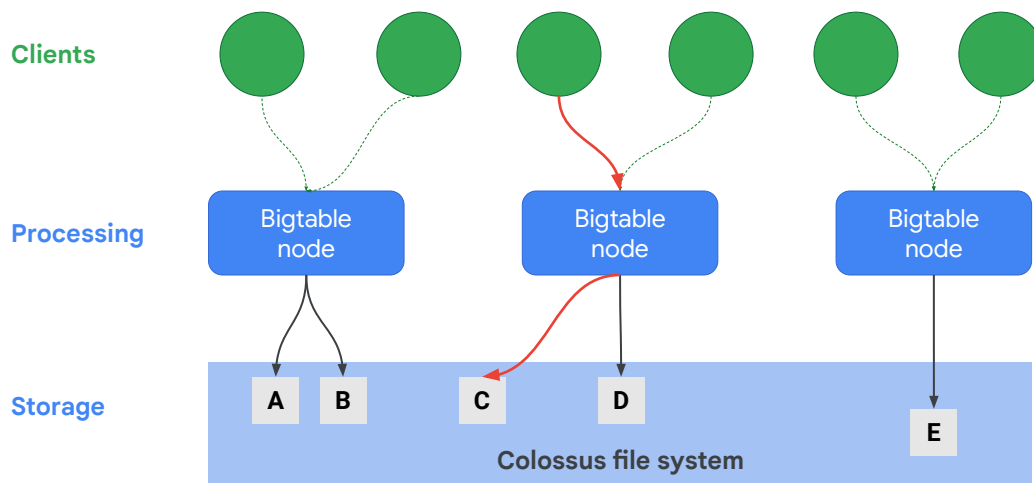 Clients
Processing
Bigtable
node
Bigtable
node
Bigtable
node
Storage
A
B
C
D
E
Colossus file system